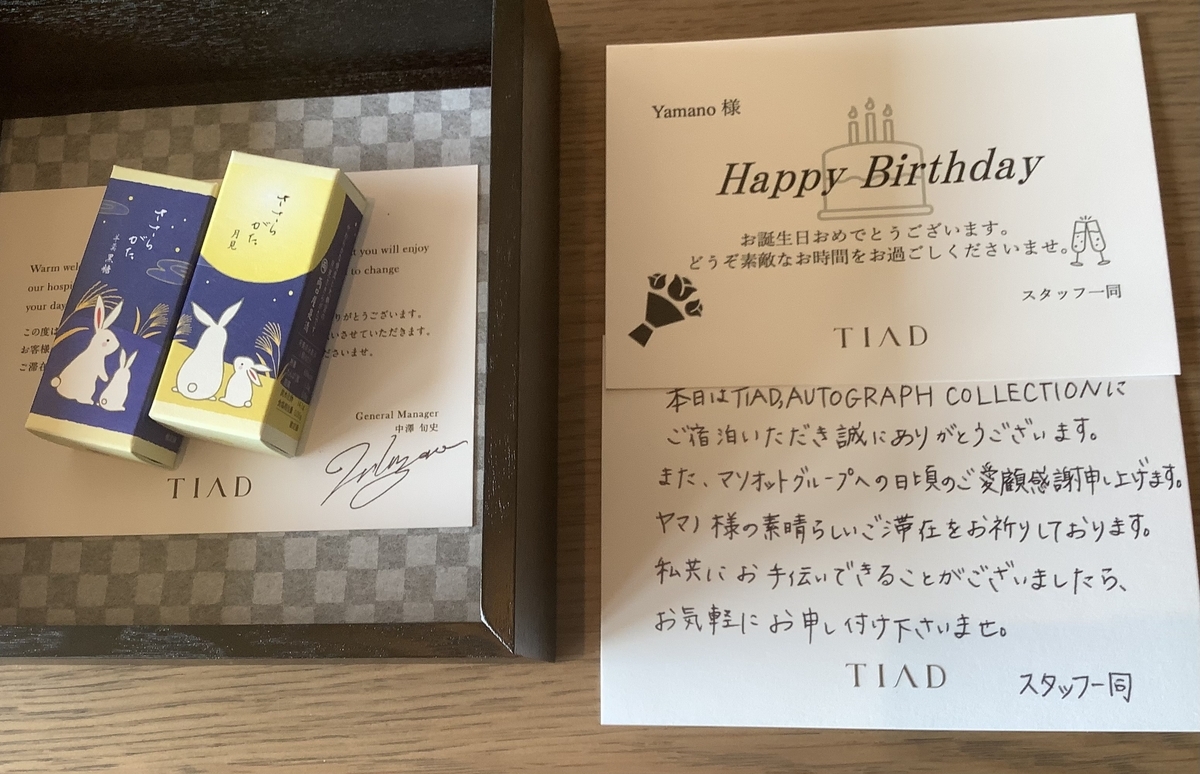 ささらがた
羊羹黒糖
ささらがた
月見
Warm wel
t you will enjoy
our hospi
to change
your day
この度は
りがとうございます。
お客様
いさせていただきます。
ご滞在
ださいませ。
General Manager
中澤 旬史
TIAD
Yamano 様
Happy Birthday
お誕生日おめでとうございます。
どうぞ素敵なお時間をお過ごしくださいませ。
スタッフ一同
TIAD
本日はTIAD,AUTOGRAPH COLLECTIONに
ご宿泊いただき誠にありがとうございます。
また、マリオットグループへの日頃のご愛顧感謝申し上げます。
ヤマノ様の素晴らしいご滞在をお祈りしております。
私共にお手伝いできることがございましたら、
お気軽にお申し付け下さいませ。
TIAD
スタッフ一同